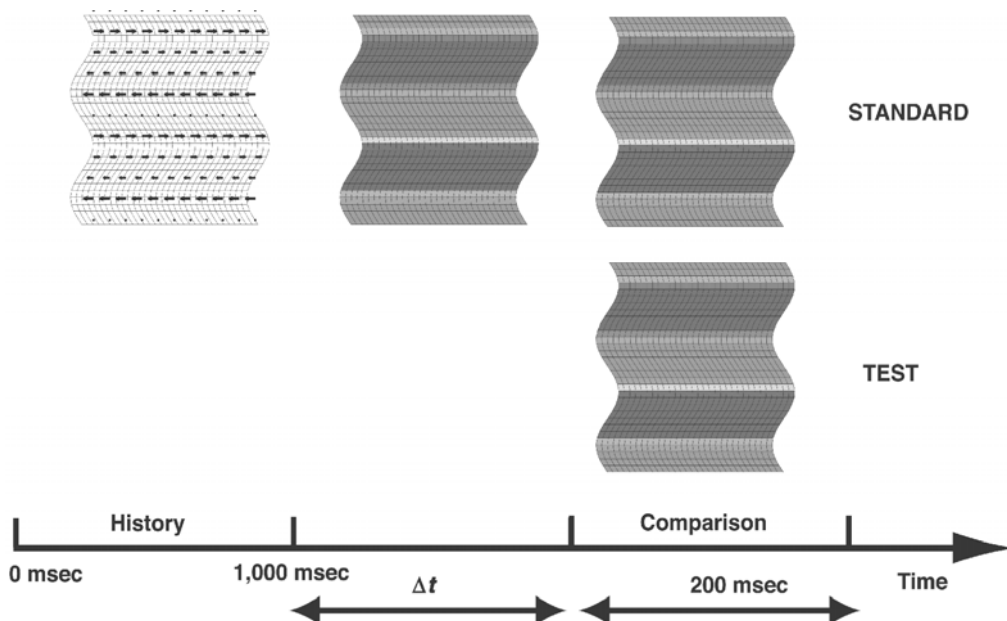 STANDARD
TEST
History
Comparison
0 msec
1,000 msec
Δt
200 msec
Time